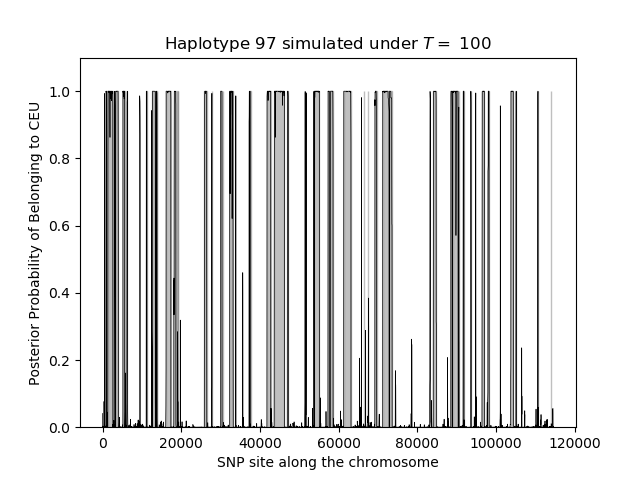 Haplotype 97 simulated under T = 100
Posterior Probability of Belonging to CEU
1.0
0.8
0.6
0.4
0.2
0.0
0 20000 40000 60000 80000 100000 120000
SNP site along the chromosome